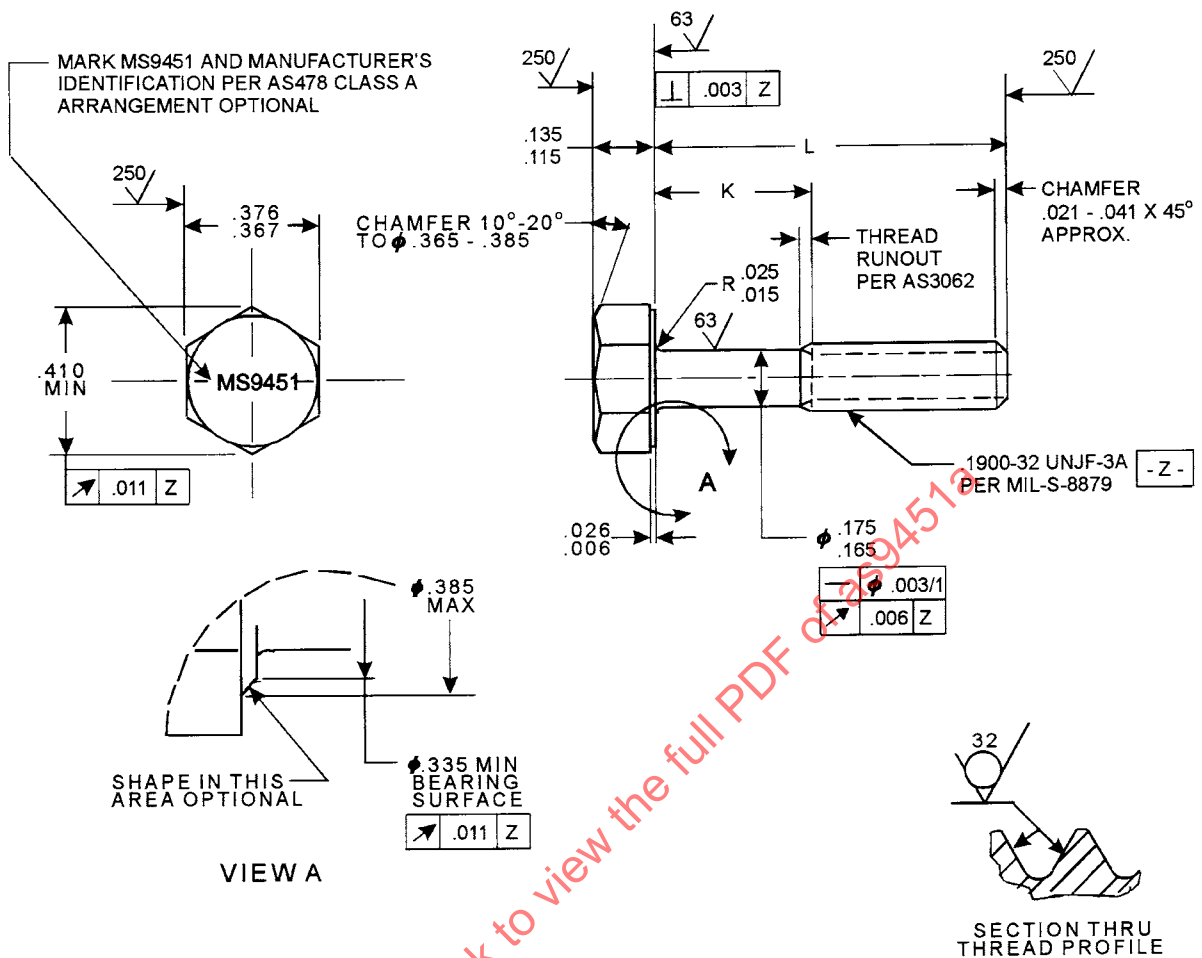 MARK MS9451 AND MANUFACTURER'S
IDENTIFICATION PER AS478 CLASS A
ARRANGEMENT OPTIONAL
250
.376
.367
.410
MIN
MS9451
.011 Z
250
63
⊥ .003 Z
250
.135
.115
L
K
CHAMFER 10°-20°
TO ϕ .365 - .385
CHAMFER
.021 - .041 X 45°
APPROX.
THREAD
RUNOUT
PER AS3062
R .025
.015
63
A
.1900-32 UNJF-3A
PER MIL-S-8879
- Z -
.026
.006
ϕ .175
.165
— ϕ .003/1
.006 Z
ϕ.385
MAX
SHAPE IN THIS
AREA OPTIONAL
ϕ.335 MIN
BEARING
SURFACE
.011 Z
VIEW A
32
SECTION THRU
THREAD PROFILE
k to view the full PDF of as9451a